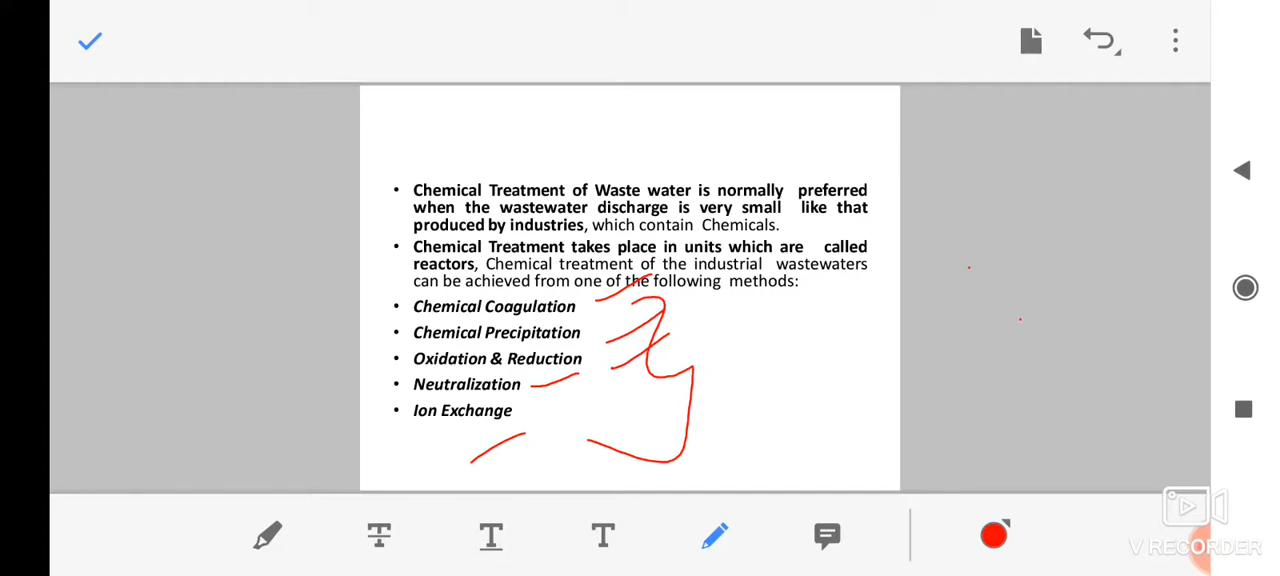 • Chemical Treatment of Waste water is normally preferred
when the wastewater discharge is very small like that
produced by industries, which contain Chemicals.
• Chemical Treatment takes place in units which are called
reactors, Chemical treatment of the industrial wastewaters
can be achieved from one of the following methods:
• Chemical Coagulation
• Chemical Precipitation
• Oxidation & Reduction
• Neutralization
• Ion Exchange
T T T
V RECORDER